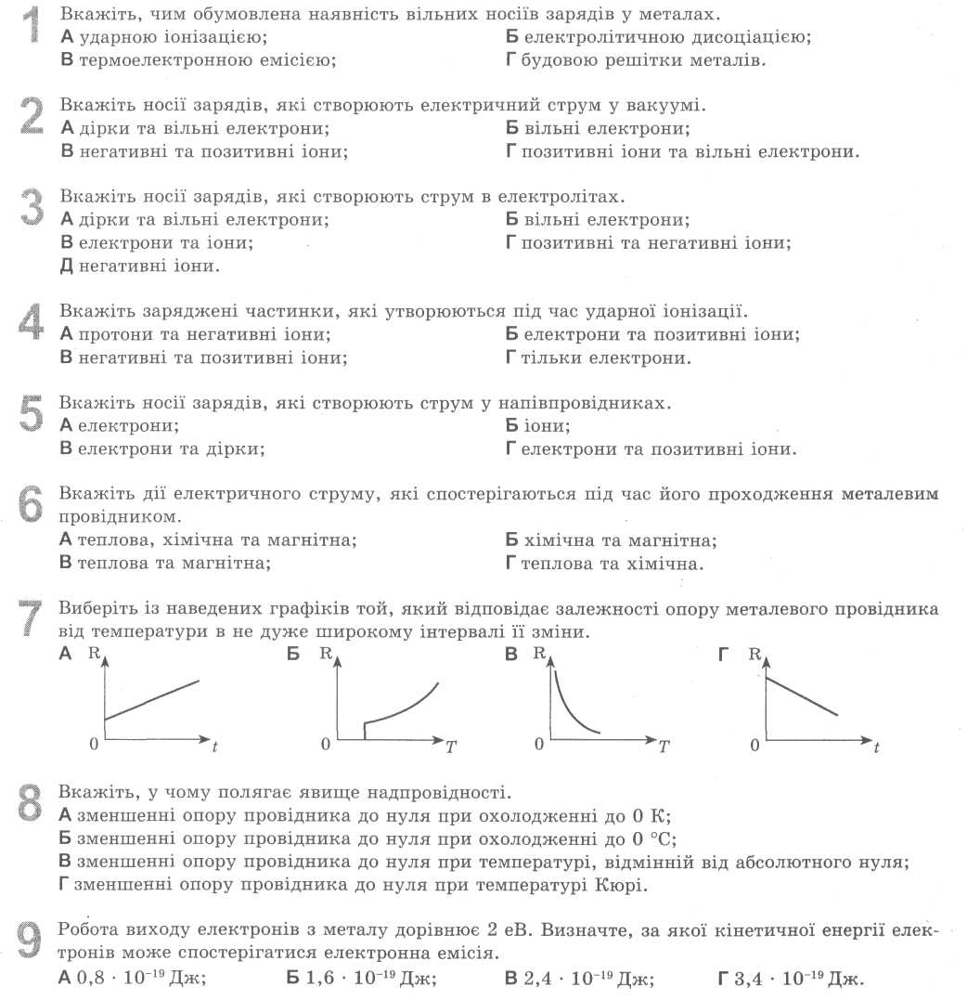 1 Вкажіть, чим обумовлена наявність вільних носіїв зарядів у металах.
А ударною іонізацією; Б електролітичною дисоціацією;
В термоелектронною емісією; Г будовою решітки металів.
2 Вкажіть носії зарядів, які створюють електричний струм у вакуумі.
А дірки та вільні електрони; Б вільні електрони;
В негативні та позитивні іони; Г позитивні іони та вільні електрони.
3 Вкажіть носії зарядів, які створюють струм в електролітах.
А дірки та вільні електрони; Б вільні електрони;
В електрони та іони; Г позитивні та негативні іони;
Д негативні іони.
4 Вкажіть заряджені частинки, які утворюються під час ударної іонізації.
А протони та негативні іони; Б електрони та позитивні іони;
В негативні та позитивні іони; Г тільки електрони.
5 Вкажіть носії зарядів, які створюють струм у напівпровідниках.
А електрони; Б іони;
В електрони та дірки; Г електрони та позитивні іони.
6 Вкажіть дії електричного струму, які спостерігаються під час його проходження металевим
провідником.
А теплова, хімічна та магнітна; Б хімічна та магнітна;
В теплова та магнітна; Г теплова та хімічна.
7 Виберіть із наведених графіків той, який відповідає залежності опору металевого провідника
від температури в не дуже широкому інтервалі її зміни.
А R Б R В R Г R
0 t 0 T 0 T 0 t
8 Вкажіть, у чому полягає явище надпровідності.
А зменшенні опору провідника до нуля при охолодженні до 0 К;
Б зменшенні опору провідника до нуля при охолодженні до 0 °С;
В зменшенні опору провідника до нуля при температурі, відмінній від абсолютного нуля;
Г зменшенні опору провідника до нуля при температурі Кюрі.
9 Робота виходу електронів з металу дорівнює 2 еВ. Визначте, за якої кінетичної енергії елек-
тронів може спостерігатися електронна емісія.
А 0,8 · 10⁻¹⁹ Дж; Б 1,6 · 10⁻¹⁹ Дж; В 2,4 · 10⁻¹⁹ Дж; Г 3,4 · 10⁻¹⁹ Дж.